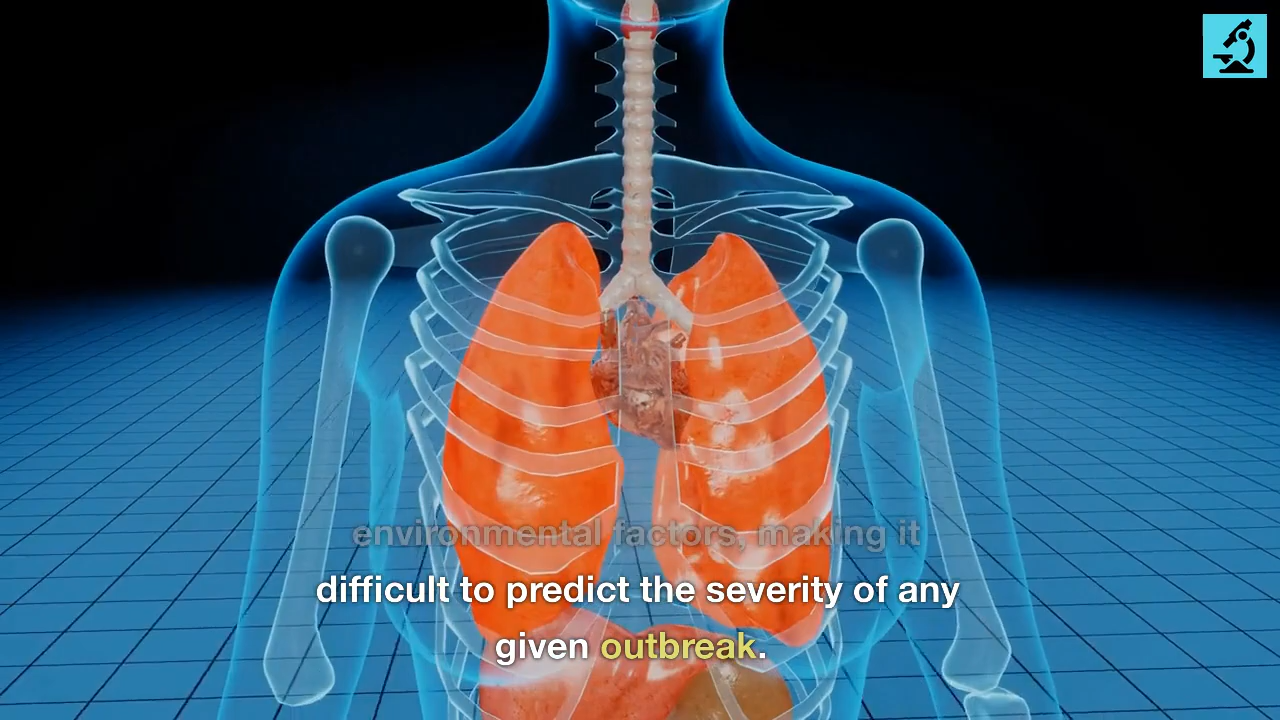 environmental factors, making it
difficult to predict the severity of any
given outbreak.